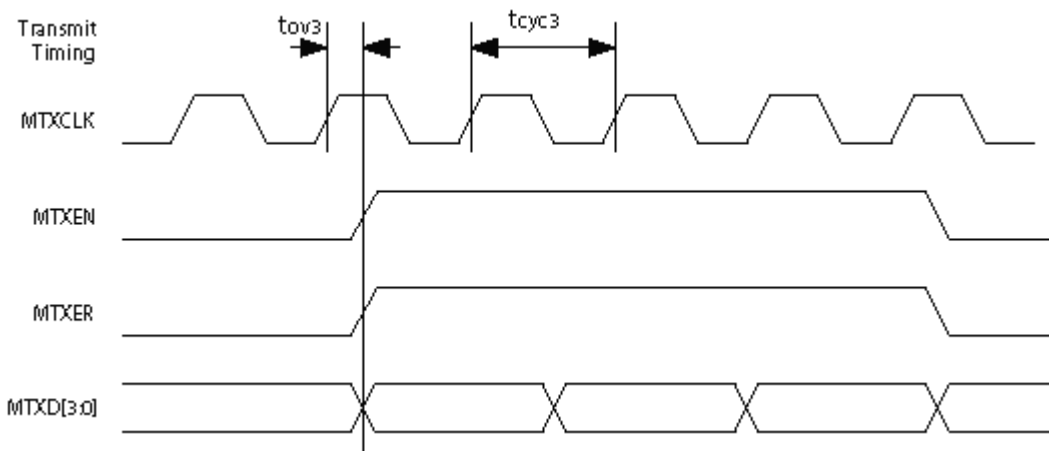 Transmit
Timing
tov3
tcyc3
MTXCLK
MTXEN
MTXER
MTXD[3:0]